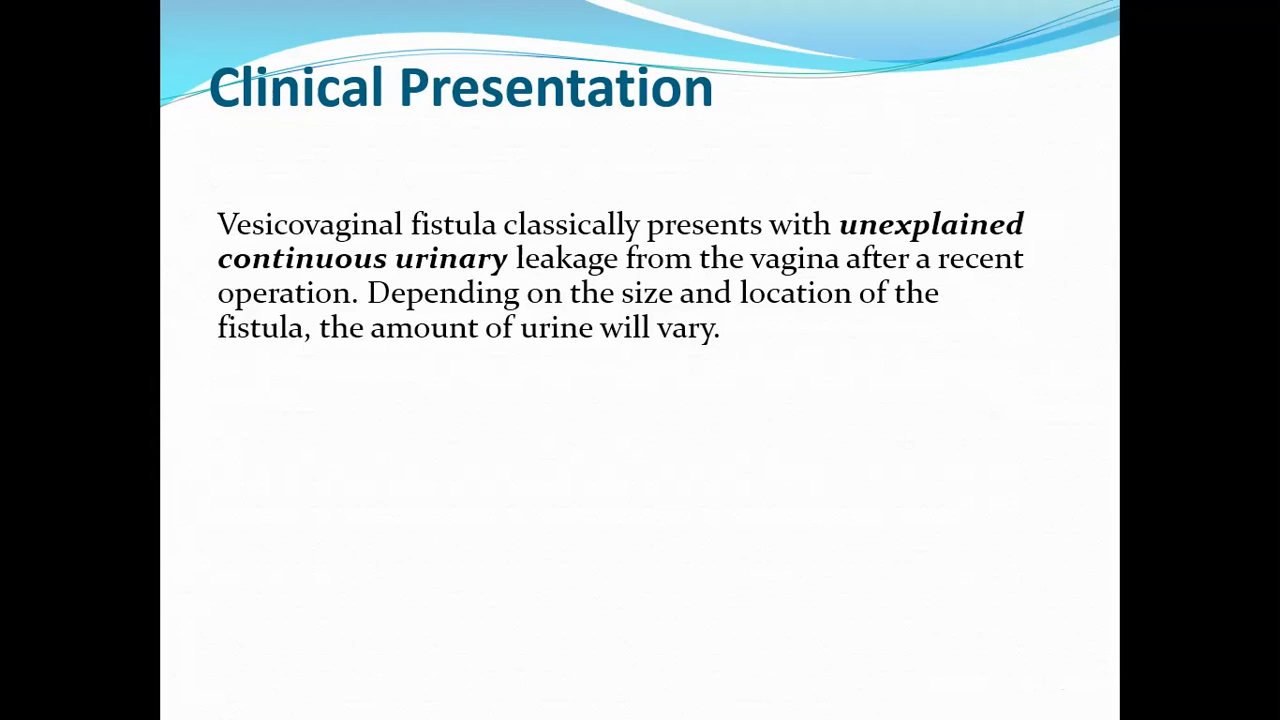 Clinical Presentation
Vesicovaginal fistula classically presents with unexplained
continuous urinary leakage from the vagina after a recent
operation. Depending on the size and location of the
fistula, the amount of urine will vary.